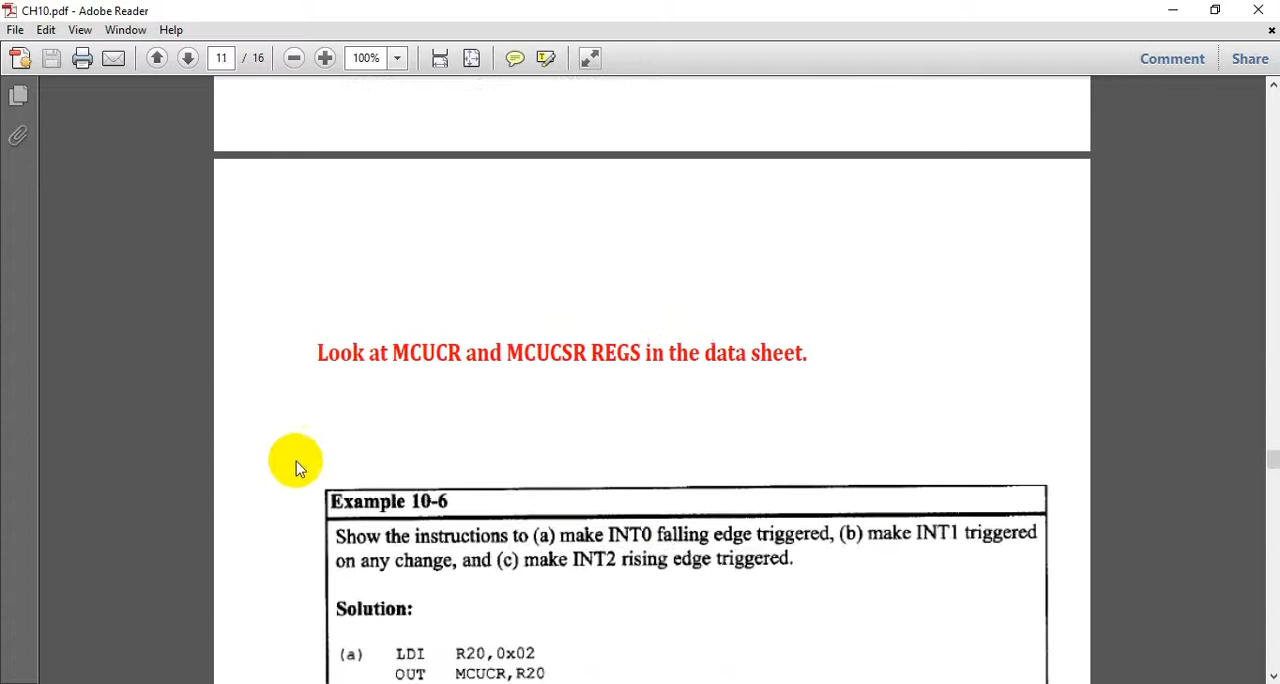 CH10.pdf - Adobe Reader
File Edit View Window Help
11 / 16 100% Comment Share
Look at MCUCR and MCUCSR REGS in the data sheet.
Example 10-6
Show the instructions to (a) make INT0 falling edge triggered, (b) make INT1 triggered
on any change, and (c) make INT2 rising edge triggered.
Solution:
(a) LDI R20,0x02
OUT MCUCR,R20